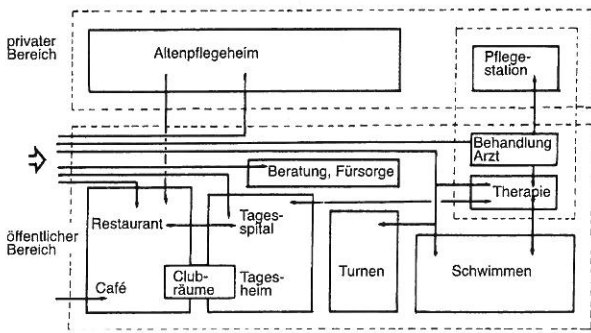 privater
Bereich
Altenpflegeheim
Pflege-
station
Behandlung
Arzt
Beratung, Fürsorge
Therapie
Restaurant
Tages-
spital
öffentlicher
Bereich
Café
Club-
räume
Tages-
heim
Turnen
Schwimmen